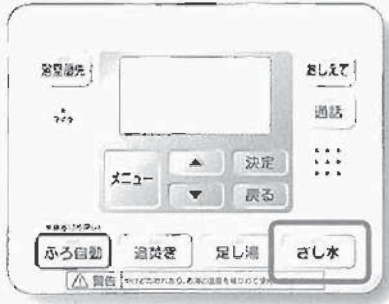 浴室優先
おしえて
マイク
通話
メニュー
▲
決定
▼
戻る
ふろ自動
追焚き
足し湯
さし水
⚠ 警告